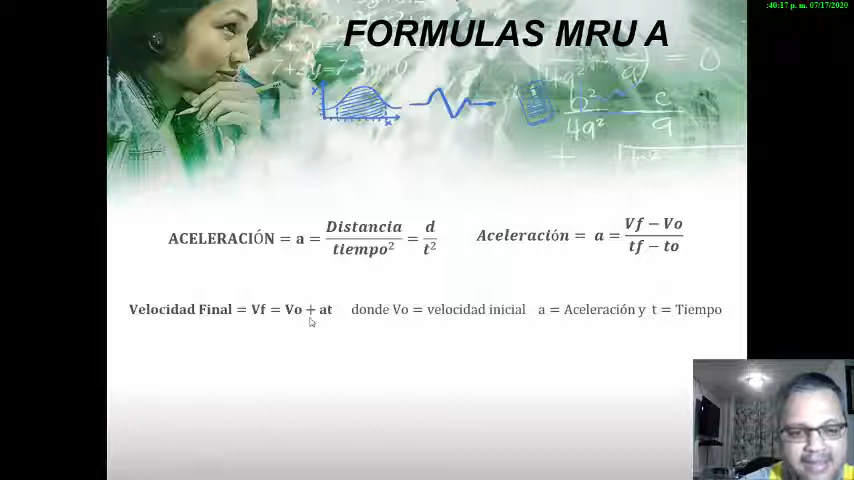 :40:17 p. m. 07/17/2020
FORMULAS MRU A
ACELERACIÓN = a = Distancia / tiempo² = d / t²
Aceleración = a = Vf − Vo / tf − to
Velocidad Final = Vf = Vo + at donde Vo = velocidad inicial a = Aceleración y t = Tiempo